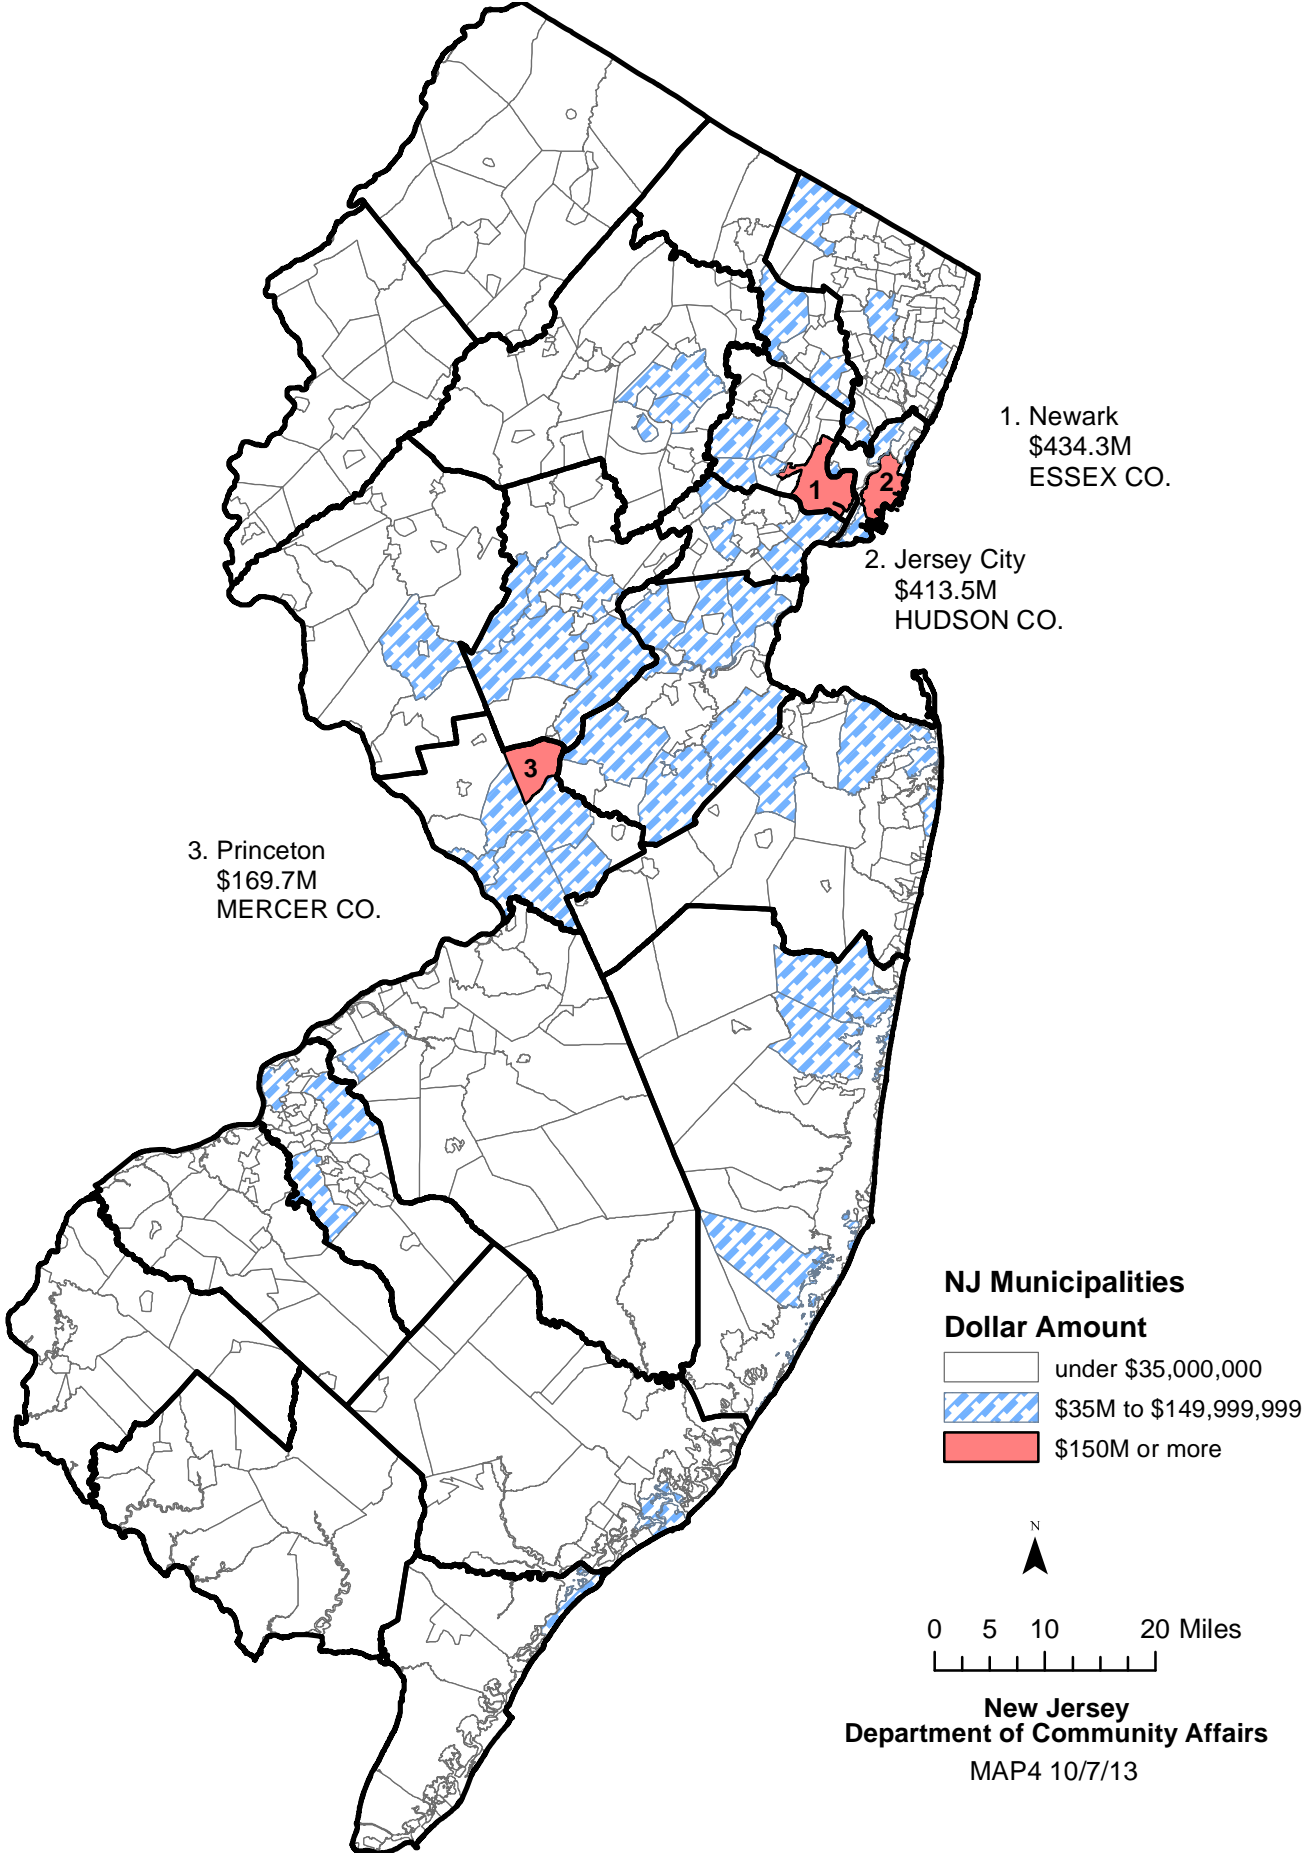 1. Newark
$434.3M
ESSEX CO.
1
2
2. Jersey City
$413.5M
HUDSON CO.
3
3. Princeton
$169.7M
MERCER CO.
NJ Municipalities
Dollar Amount
under $35,000,000
$35M to $149,999,999
$150M or more
N
0 5 10 20 Miles
New Jersey
Department of Community Affairs
MAP4 10/7/13